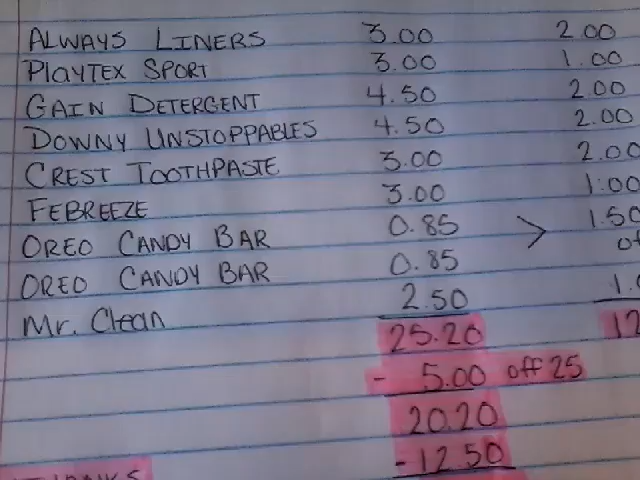 ALWAYS LINERS 3.00 2.00
PlAYTEX SPORT 3.00 1.00
GAIN DETERGENT 4.50 2.00
DOWNY UNSTOPPABLES 4.50 2.00
CREST TOOTHPASTE 3.00 2.00
FEBREEZE 3.00 1.00
OREO CANDY BAR 0.85 > 1.50
OREO CANDY BAR 0.85
Mr. Clean 2.50
25.20 12
- 5.00 off 25
20.20
-12.50